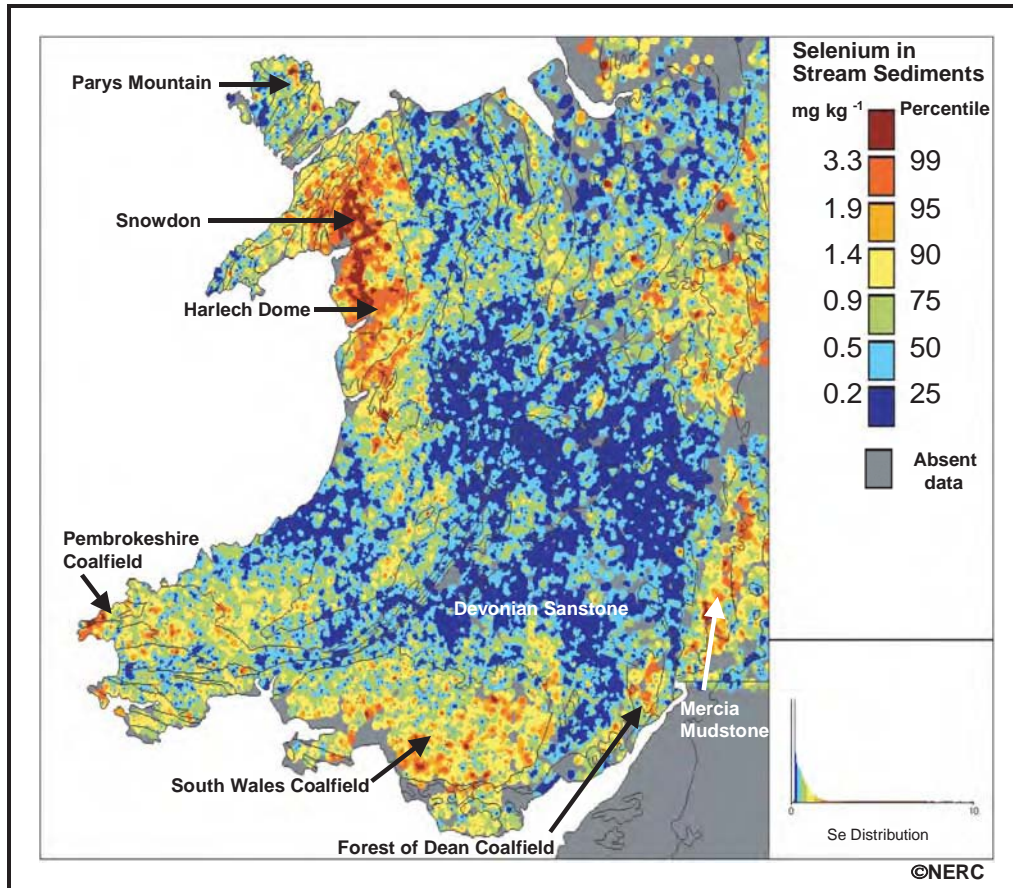 Parys Mountain
Snowdon
Harlech Dome
Pembrokeshire
Coalfield
Devonian Sanstone
Mercia
Mudstone
South Wales Coalfield
Forest of Dean Coalfield
Selenium in
Stream Sediments
mg kg -1 Percentile
3.3 99
1.9 95
1.4 90
0.9 75
0.5 50
0.2 25
Absent
data
0 10
Se Distribution
©NERC